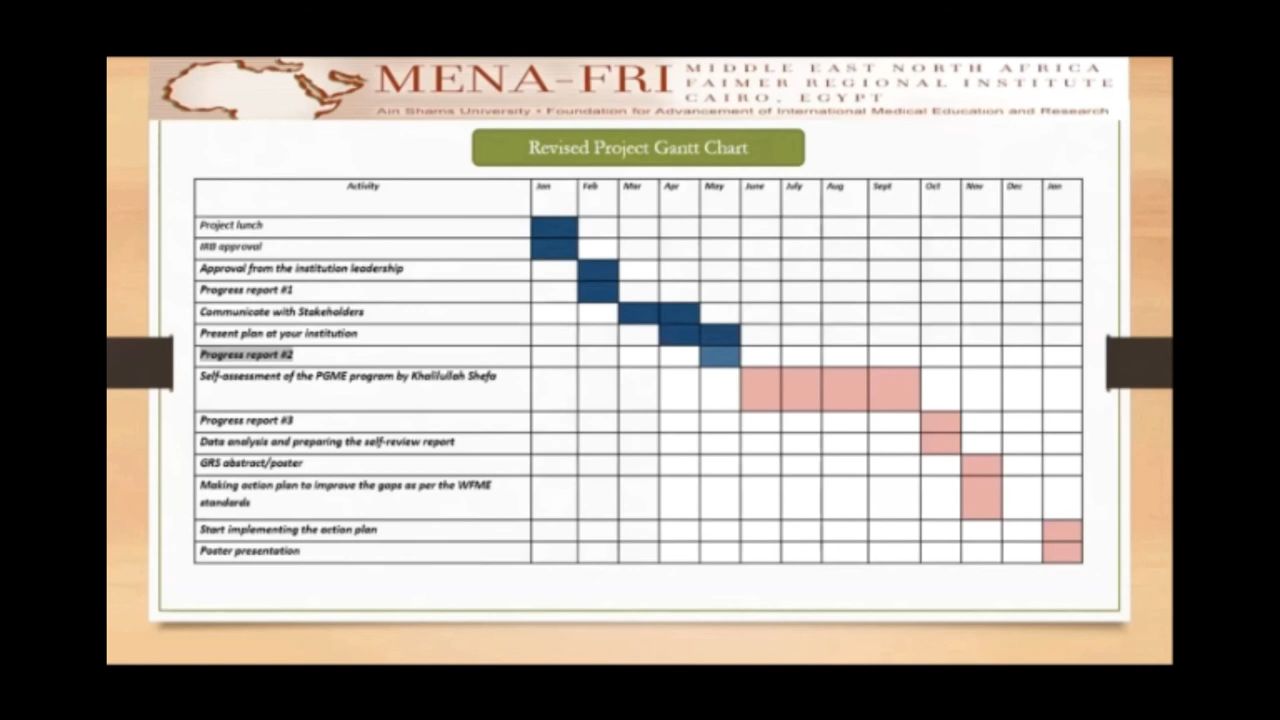 MENA-FRI
MIDDLE EAST NORTH AFRICA
FAIMER REGIONAL INSTITUTE
CAIRO, EGYPT
Ain Shams University • Foundation for Advancement of International Medical Education and Research
Revised Project Gantt Chart
Activity Jan Feb Mar Apr May June July Aug Sept Oct Nov Dec Jan
Project lunch
IRB approval
Approval from the institution leadership
Progress report #1
Communicate with Stakeholders
Present plan at your institution
Progress report #2
Self-assessment of the PGME program by Khalilullah Shefa
Progress report #3
Data analysis and preparing the self-review report
GRS abstract/poster
Making action plan to improve the gaps as per the WFME
standards
Start implementing the action plan
Poster presentation